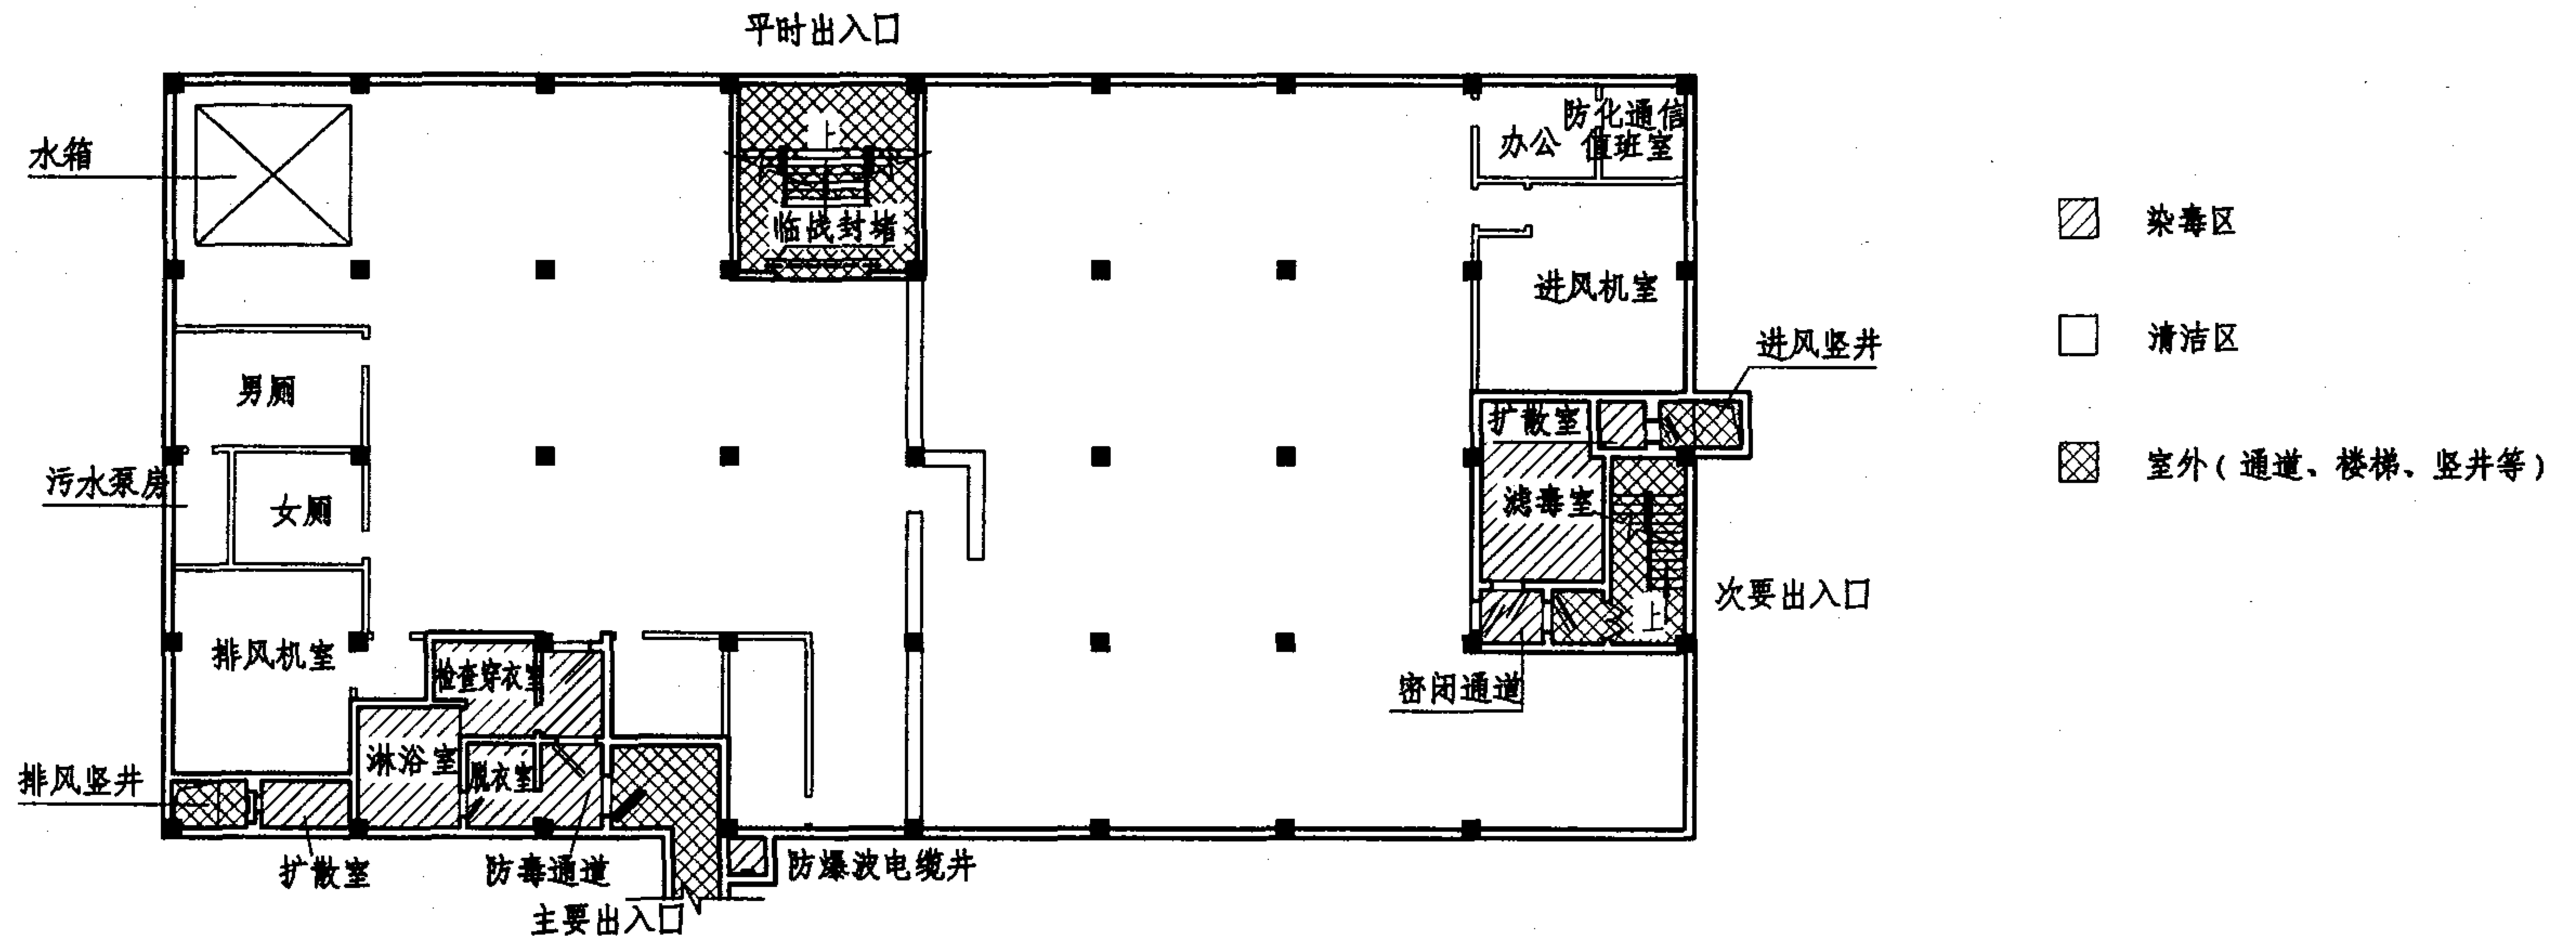 平时出入口
水箱
上
临战封堵
办公
防化通信
值班室
进风机室
进风竖井
染毒区
清洁区
室外(通道、楼梯、竖井等)
男厕
污水泵房
女厕
扩散室
滤毒室
上
次要出入口
密闭通道
排风机室
检查穿衣室
淋浴室
脱衣室
排风竖井
扩散室
防毒通道
主要出入口
防爆波电缆井